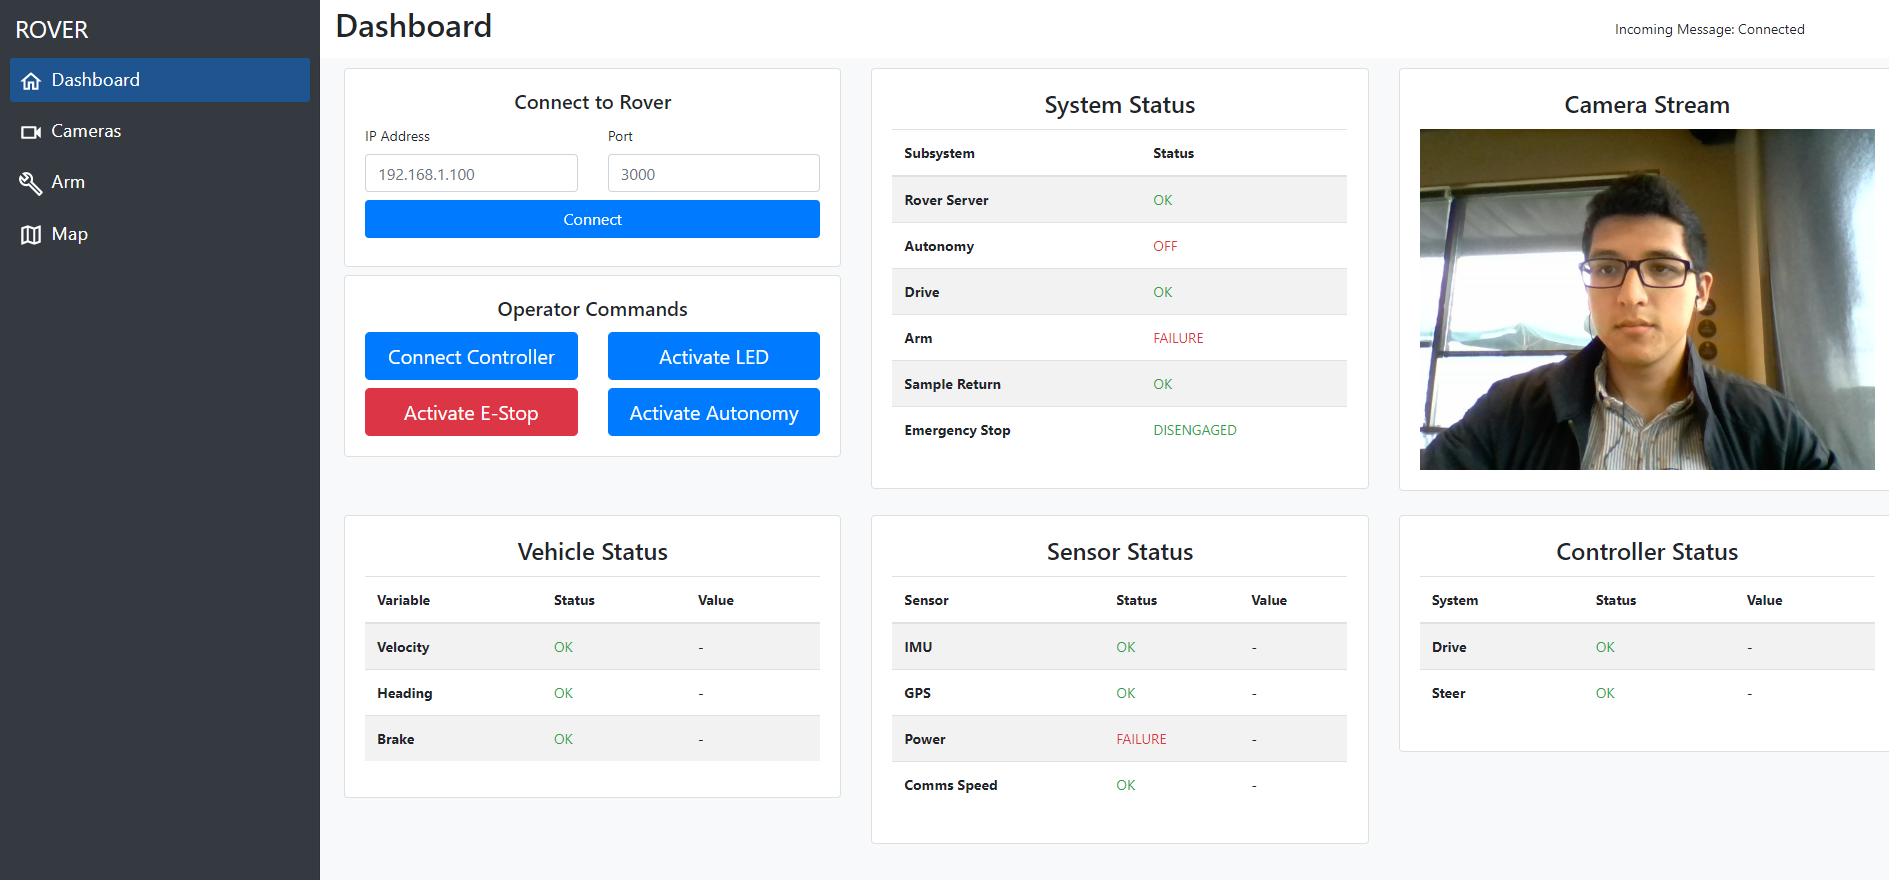 ROVER
Dashboard
Cameras
Arm
Map
Dashboard
Incoming Message: Connected
Connect to Rover
IP Address Port
192.168.1.100 3000
Connect
Operator Commands
Connect Controller Activate LED
Activate E-Stop Activate Autonomy
System Status
Subsystem Status
Rover Server OK
Autonomy OFF
Drive OK
Arm FAILURE
Sample Return OK
Emergency Stop DISENGAGED
Camera Stream
Vehicle Status
Variable Status Value
Velocity OK -
Heading OK -
Brake OK -
Sensor Status
Sensor Status Value
IMU OK -
GPS OK -
Power FAILURE -
Comms Speed OK -
Controller Status
System Status Value
Drive OK -
Steer OK -